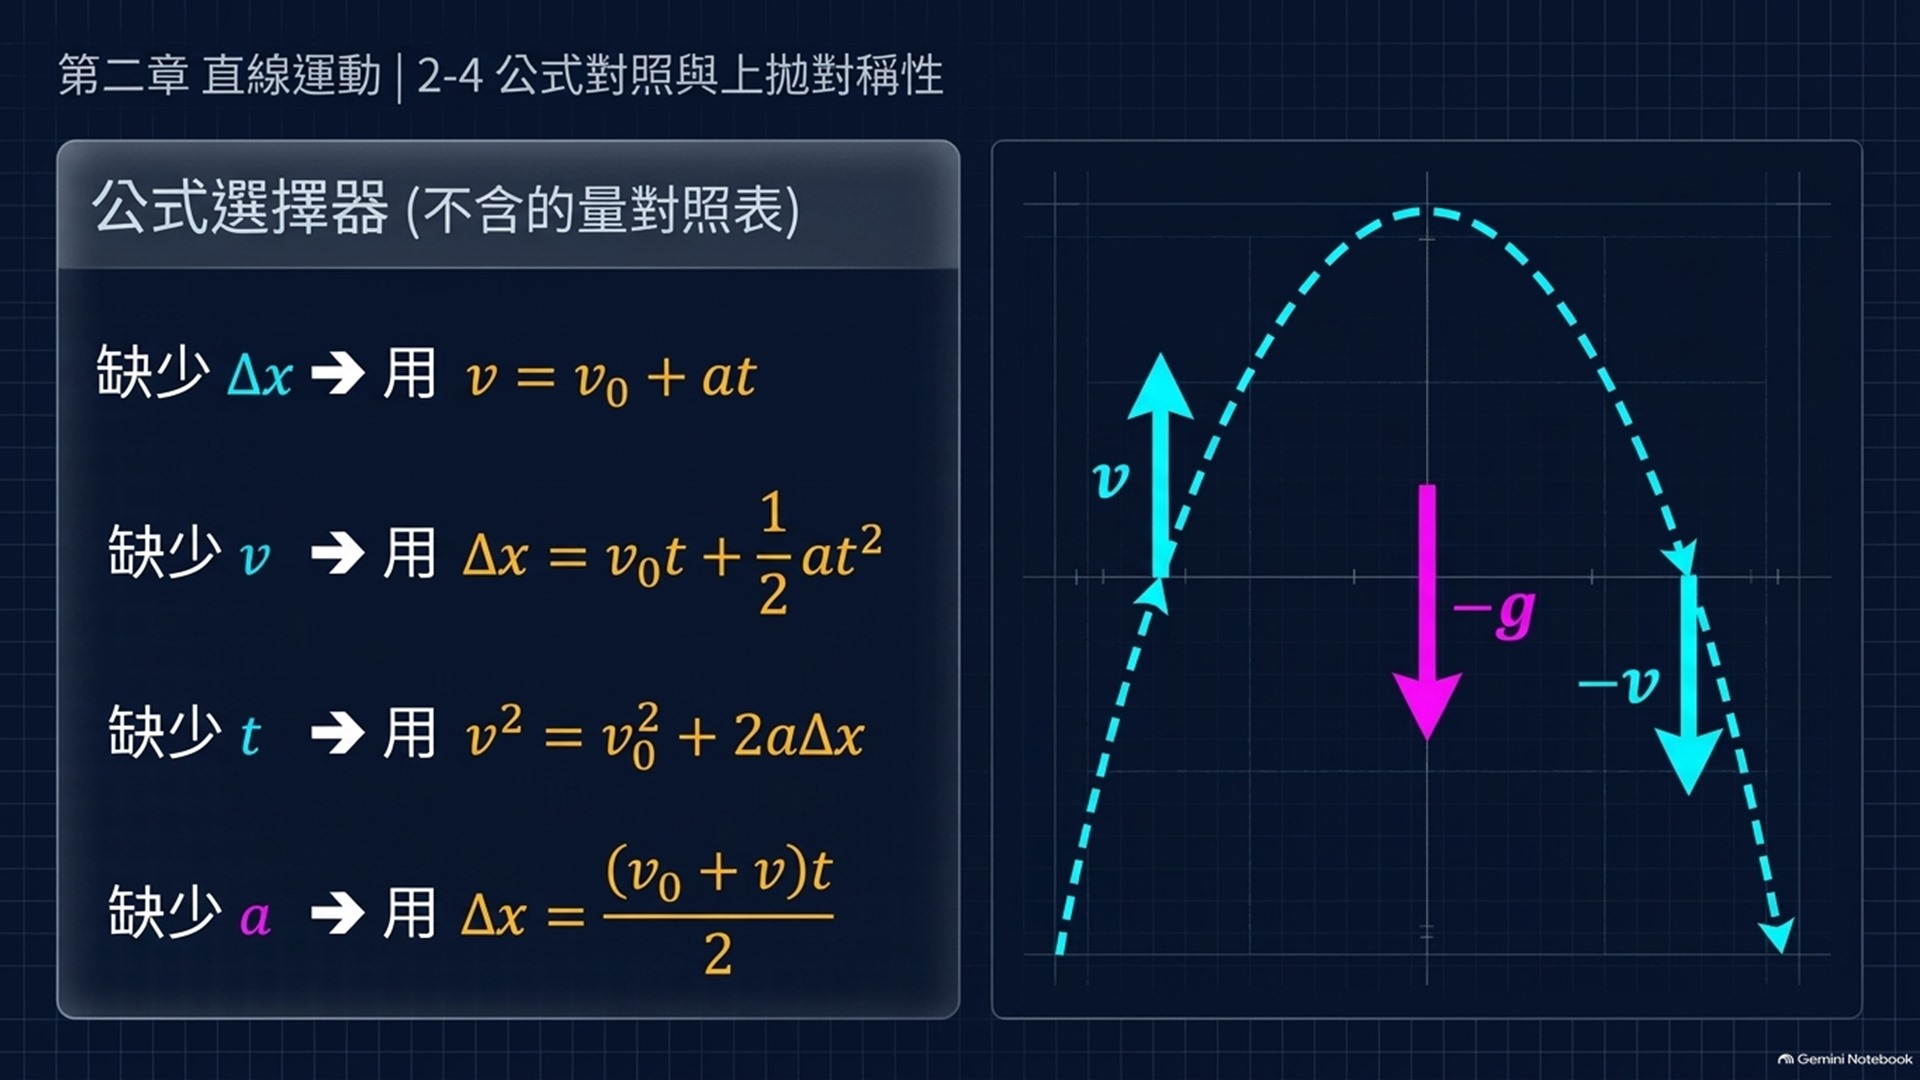 第二章 直線運動 | 2-4 公式對照與上拋對稱性
公式選擇器 (不含的量對照表)
缺少 Δx ➔ 用 v = v₀ + at
缺少 v ➔ 用 Δx = v₀t + 1/2 at²
缺少 t ➔ 用 v² = v₀² + 2aΔx
缺少 a ➔ 用 Δx = (v₀ + v)t / 2
v
−g
−v
Gemini Notebook